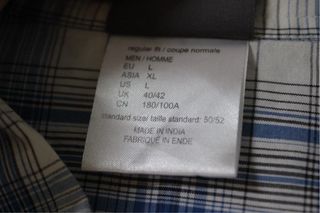 regular fit / coupe normale
MEN / HOMME
EU L
ASIA XL
US L
UK 40/42
CN 180/100A
standard size/ taille standard: 50/52
MADE IN INDIA
FABRIQUÉ EN INDE